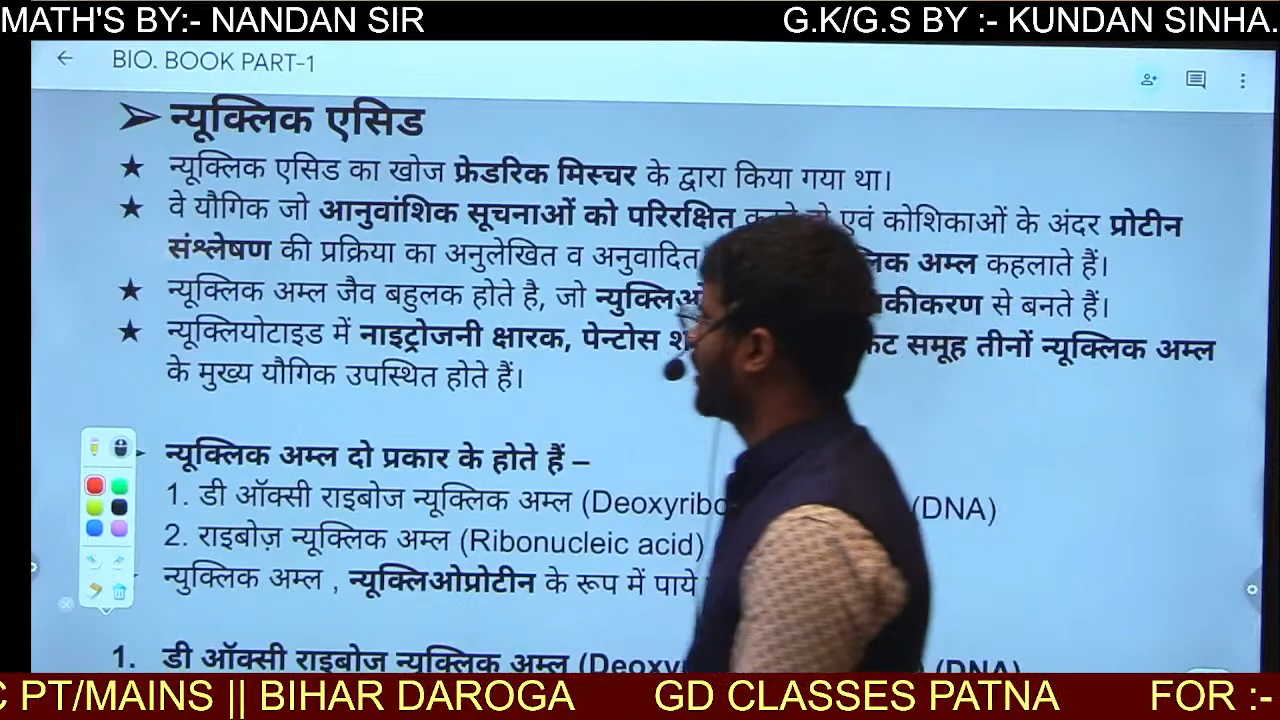 MATH'S BY:- NANDAN SIR G.K/G.S BY :- KUNDAN SINHA.
BIO. BOOK PART-1
➢ न्यूक्लिक एसिड
★ न्यूक्लिक एसिड का खोज फ्रेडरिक मिस्चर के द्वारा किया गया था।
★ वे यौगिक जो आनुवांशिक सूचनाओं को परिरक्षित एवं कोशिकाओं के अंदर प्रोटीन
संश्लेषण की प्रक्रिया का अनुलेखित व अनुवादित अम्ल कहलाते हैं।
★ न्यूक्लिक अम्ल जैव बहुलक होते है, जो से बनते हैं।
★ न्यूक्लियोटाइड में नाइट्रोजनी क्षारक, पेन्टोस समूह तीनों न्यूक्लिक अम्ल
के मुख्य यौगिक उपस्थित होते हैं।
न्यूक्लिक अम्ल दो प्रकार के होते हैं –
1. डी ऑक्सी राइबोज न्यूक्लिक अम्ल (DNA)
2. राइबोज़ न्यूक्लिक अम्ल (Ribonucleic acid)
न्युक्लिक अम्ल , न्यूक्लिओप्रोटीन के रूप में पाये
1. डी ऑक्सी राइबोज न्यूक्लिक अम्ल (DNA)
PT/MAINS || BIHAR DAROGA GD CLASSES PATNA FOR :-